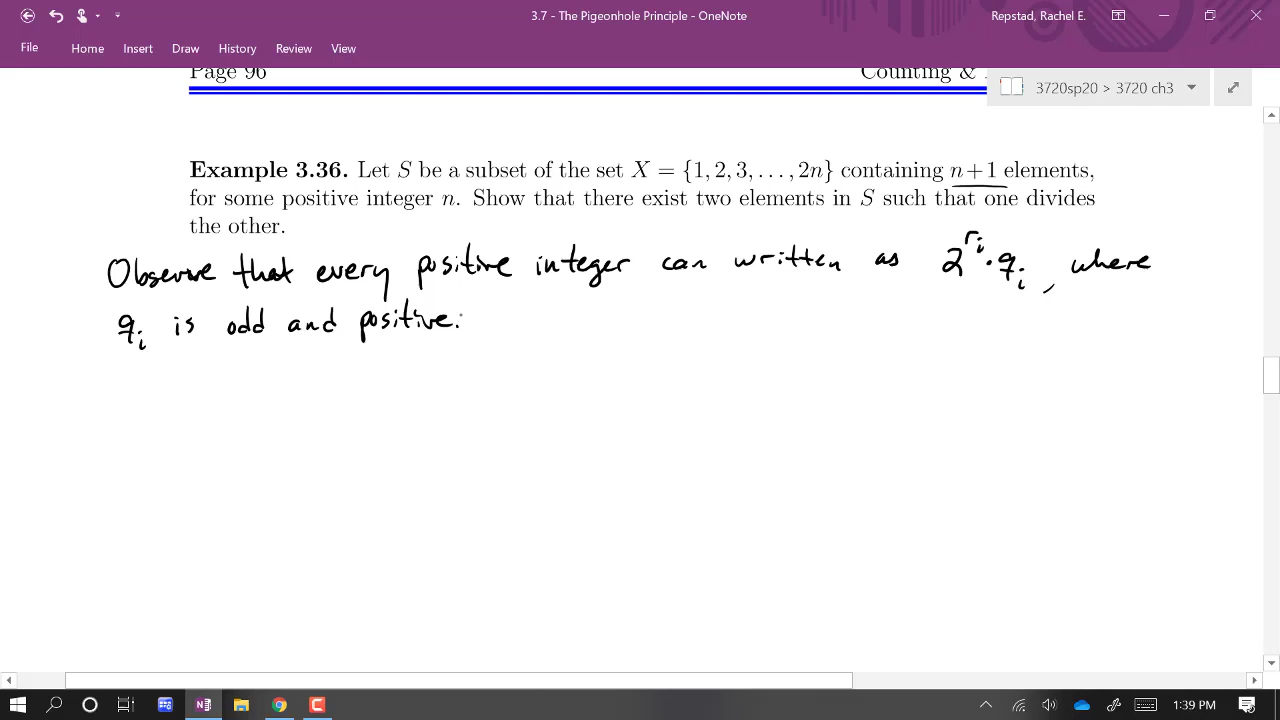 3.7 - The Pigeonhole Principle - OneNote
Repstad, Rachel E.
File Home Insert Draw History Review View
Page 96 Counting &
3720sp20 > 3720 ch3
Example 3.36. Let S be a subset of the set X = {1, 2, 3, . . . , 2n} containing n+1 elements,
for some positive integer n. Show that there exist two elements in S such that one divides
the other.
Observe that every positive integer can written as 2^{r_i} · q_i, where
q_i is odd and positive.
1:39 PM